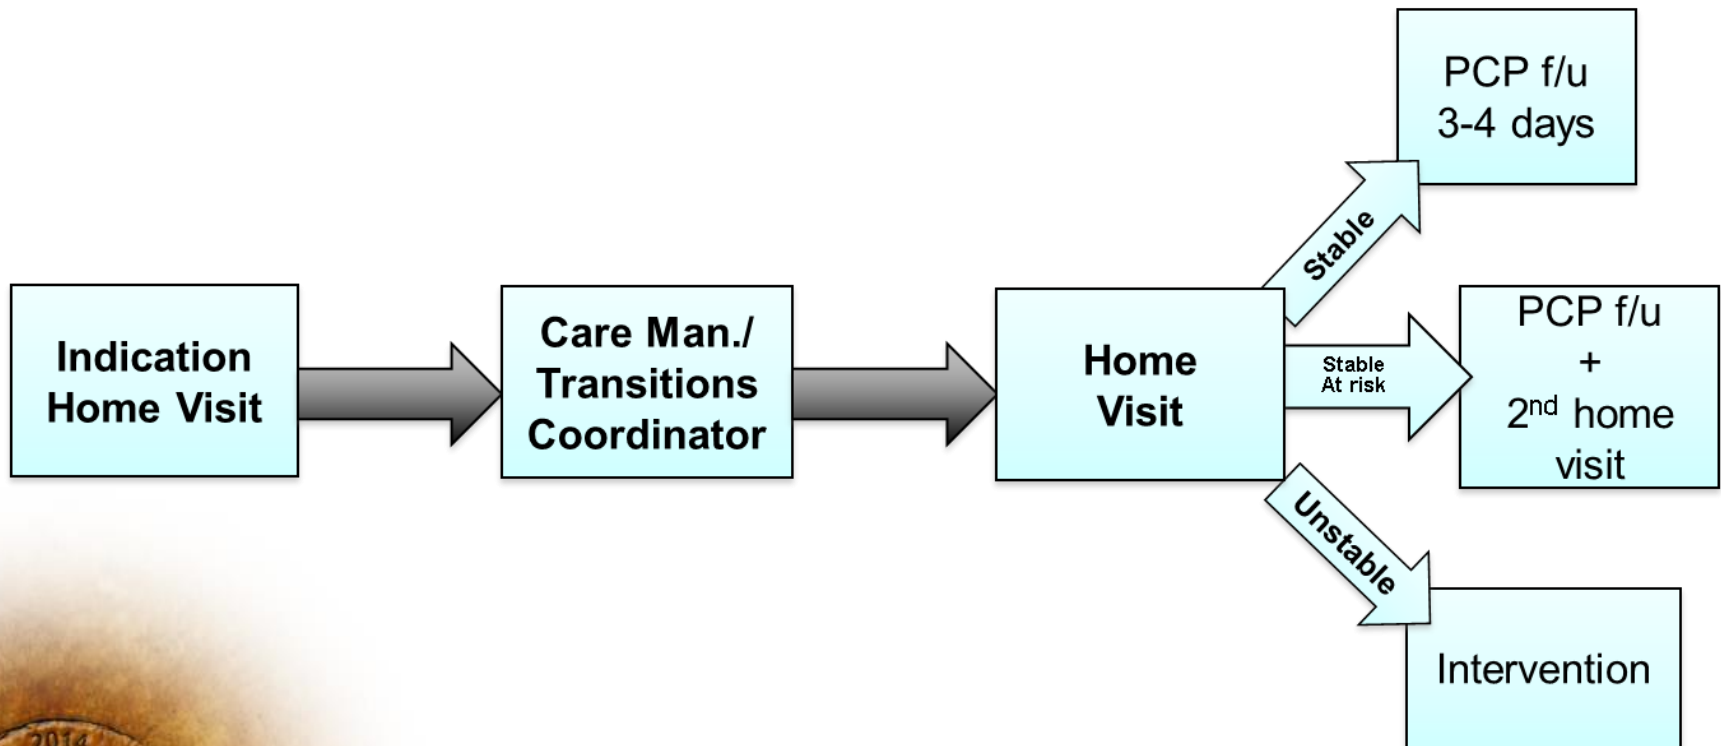 PCP f/u
3-4 days
Stable
Indication
Home Visit
Care Man./
Transitions
Coordinator
Home
Visit
Stable
At risk
PCP f/u
+
2nd home
visit
Unstable
Intervention
2014